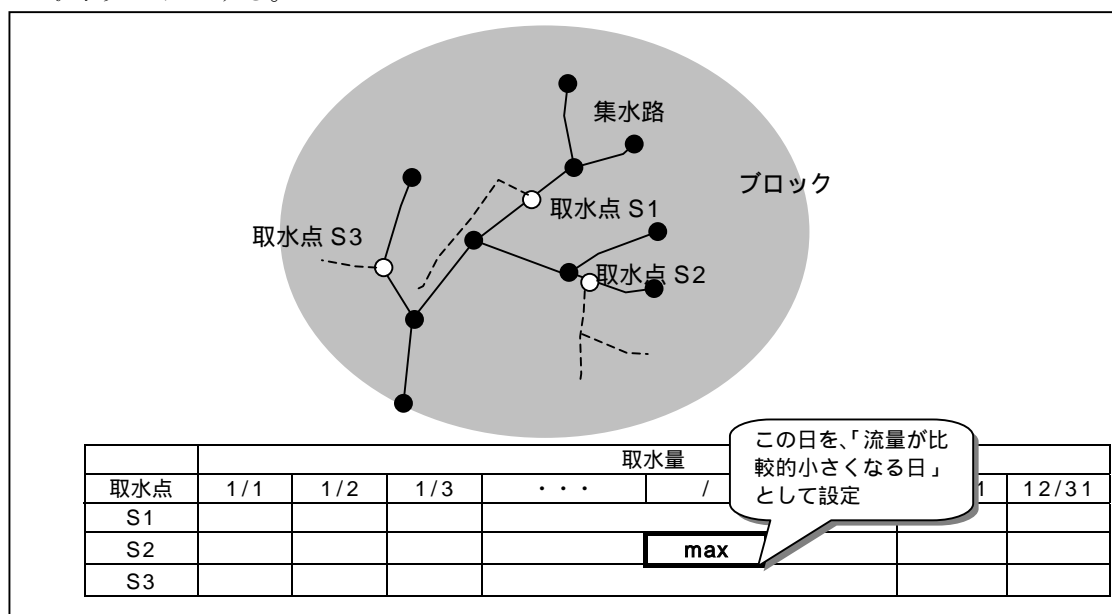 集水路
ブロック
取水点 S1
取水点 S3
取水点 S2
この日を、「流量が比
較的小さくなる日」
として設定
取水量
取水点 1/1 1/2 1/3 ・・・ / 1 12/31
S1
S2 max
S3